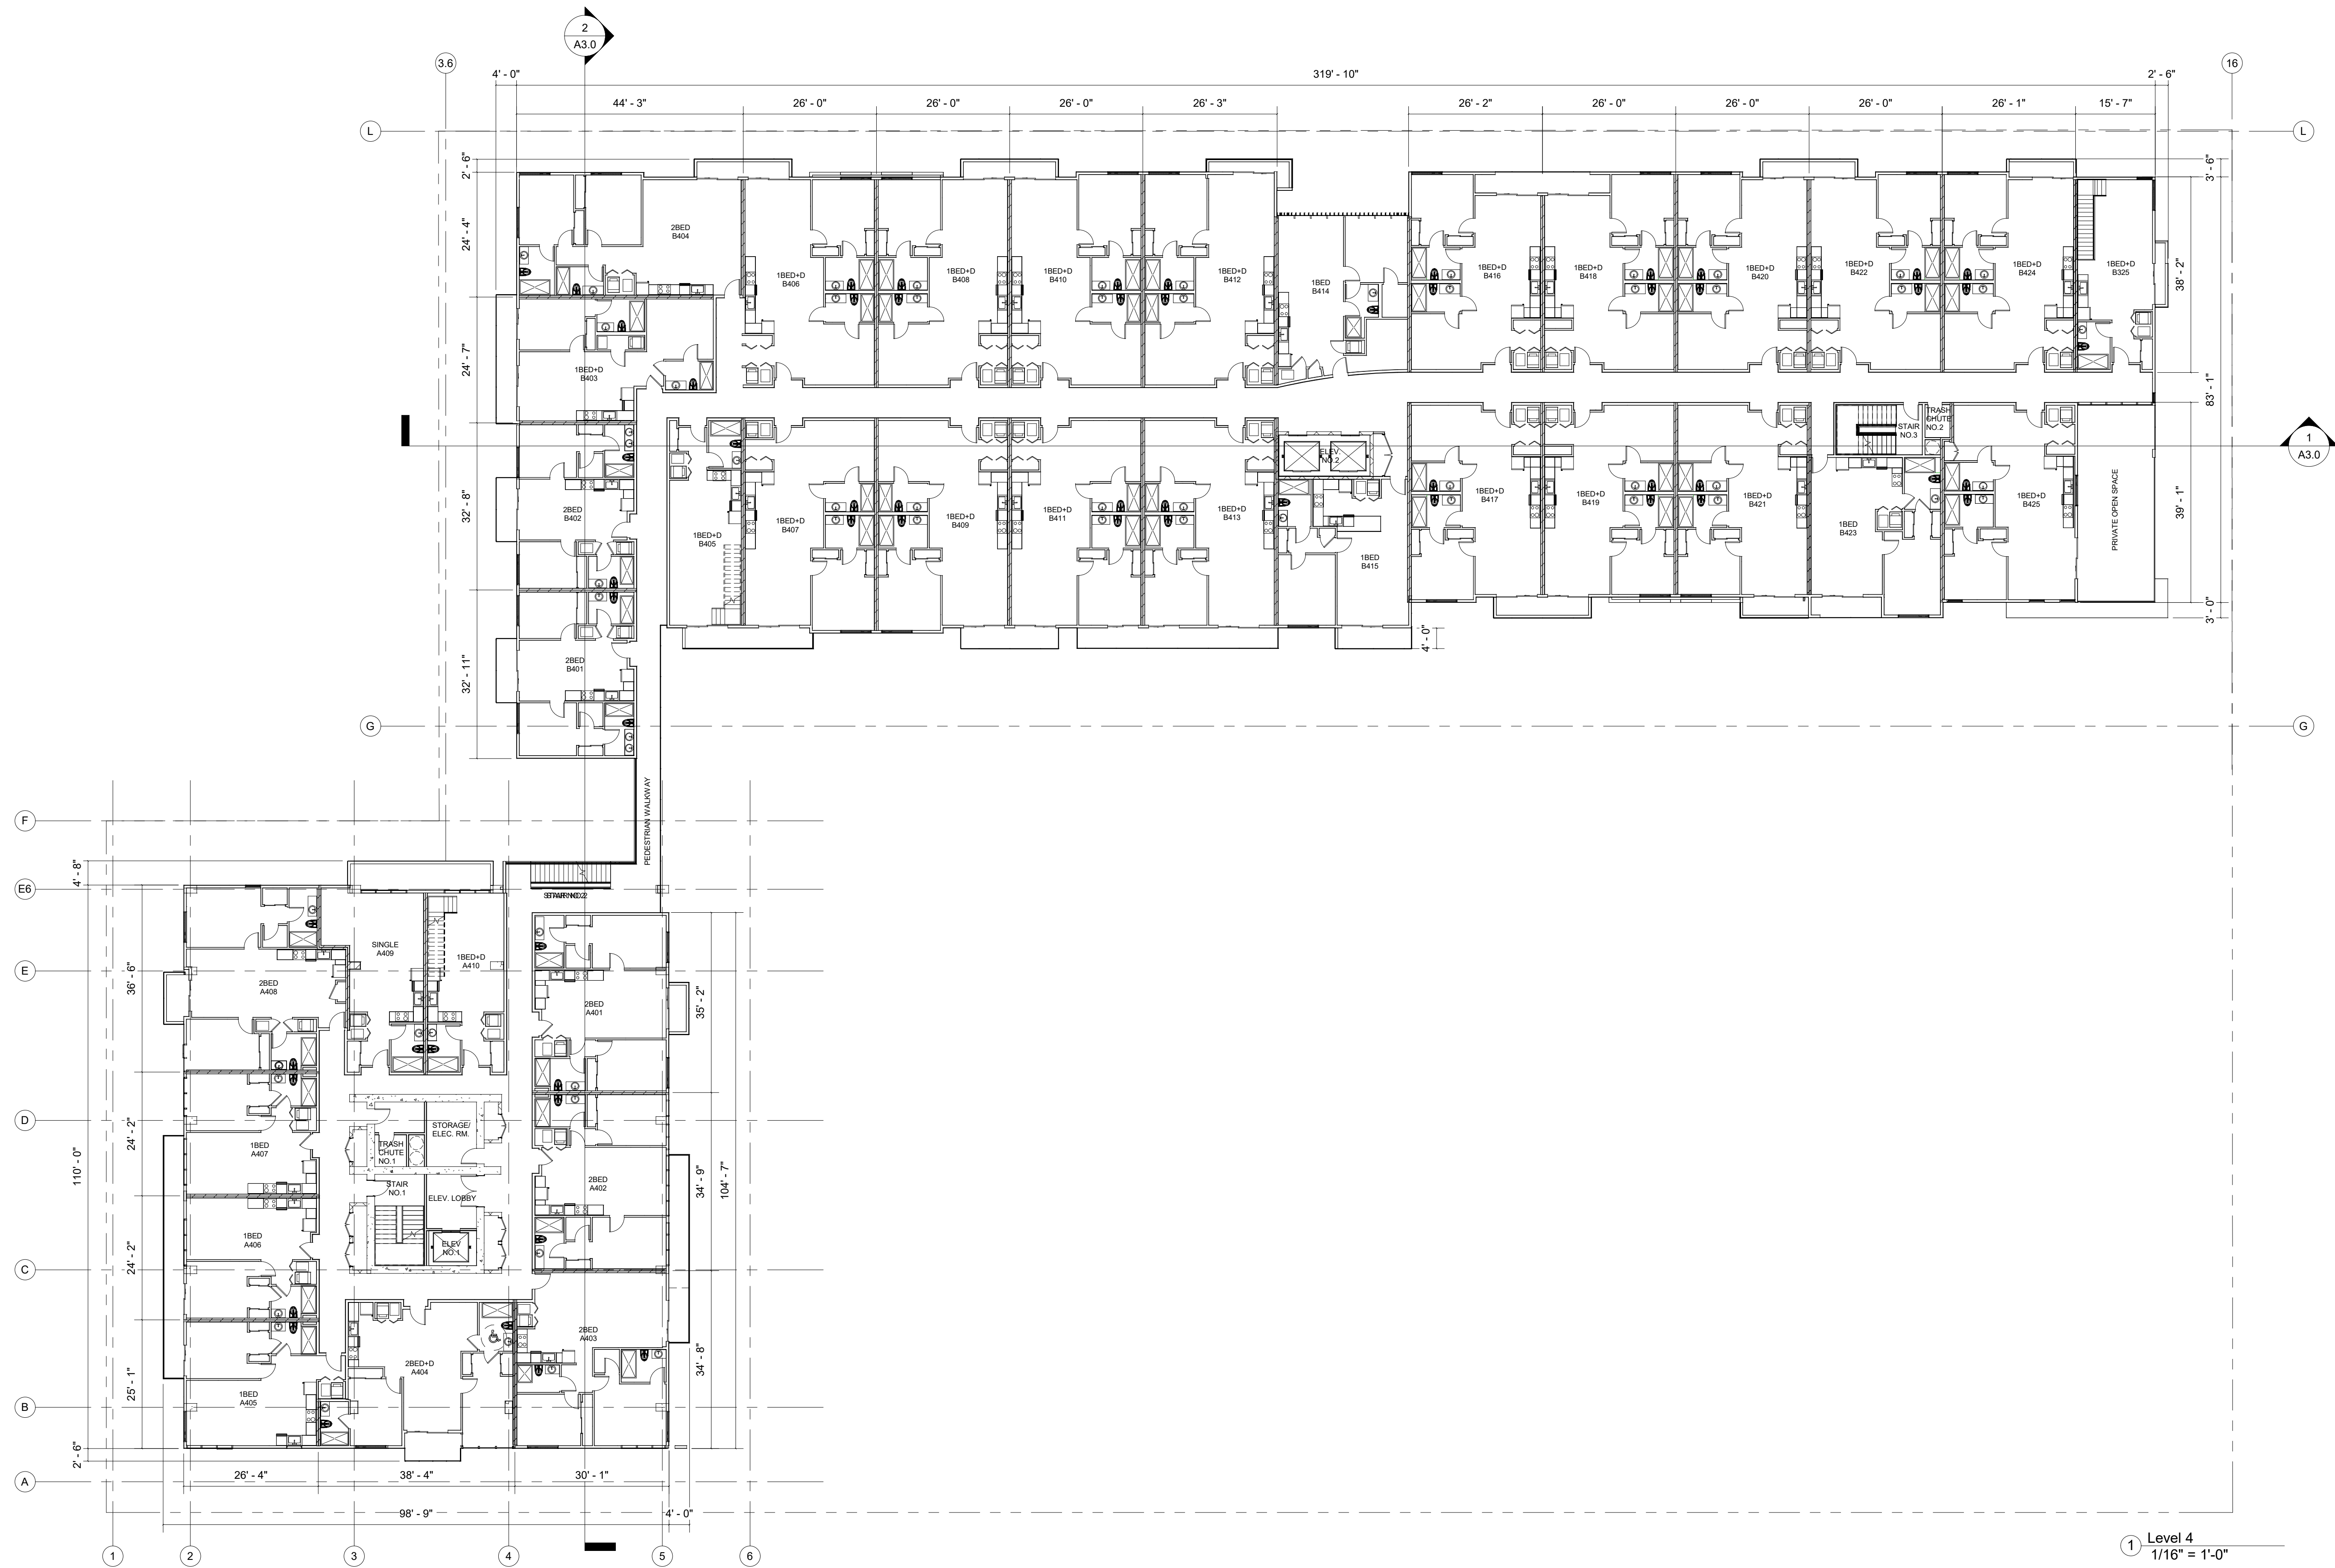 2
A3.0
3.6
16
4' - 0"
319' - 10"
2' - 6"
44' - 3"
26' - 0"
26' - 0"
26' - 0"
26' - 3"
26' - 2"
26' - 0"
26' - 0"
26' - 0"
26' - 1"
15' - 7"
L
L
2' - 6"
3' - 6"
24' - 4"
2BED
B404
1BED+D
B406
1BED+D
B408
1BED+D
B410
1BED+D
B412
1BED
B414
1BED+D
B416
1BED+D
B418
1BED+D
B420
1BED+D
B422
1BED+D
B424
1BED+D
B325
38' - 2"
24' - 7"
1BED+D
B403
83' - 1"
TRASH
CHUTE
NO.2
STAIR
NO.3
1
A3.0
ELEV.
NO.2
32' - 8"
2BED
B402
1BED+D
B405
1BED+D
B407
1BED+D
B409
1BED+D
B411
1BED+D
B413
1BED
B415
1BED+D
B417
1BED+D
B419
1BED+D
B421
1BED
B423
1BED+D
B425
PRIVATE OPEN SPACE
39' - 1"
3' - 0"
4' - 0"
32' - 11"
2BED
B401
G
G
PEDESTRIAN WALKWAY
F
4' - 8"
E6
STAIR NO.2
E
36' - 6"
SINGLE
A409
1BED+D
A410
2BED
A408
2BED
A401
35' - 2"
D
24' - 2"
110' - 0"
1BED
A407
TRASH
CHUTE
NO.1
STORAGE/
ELEC. RM.
STAIR
NO.1
ELEV. LOBBY
2BED
A402
34' - 9"
104' - 7"
1BED
A406
ELEV
NO.1
24' - 2"
C
2BED
A403
2BED+D
A404
34' - 8"
25' - 1"
1BED
A405
B
2' - 6"
A
26' - 4"
38' - 4"
30' - 1"
98' - 9"
4' - 0"
1
2
3
4
5
6
1
Level 4
1/16" = 1'-0"